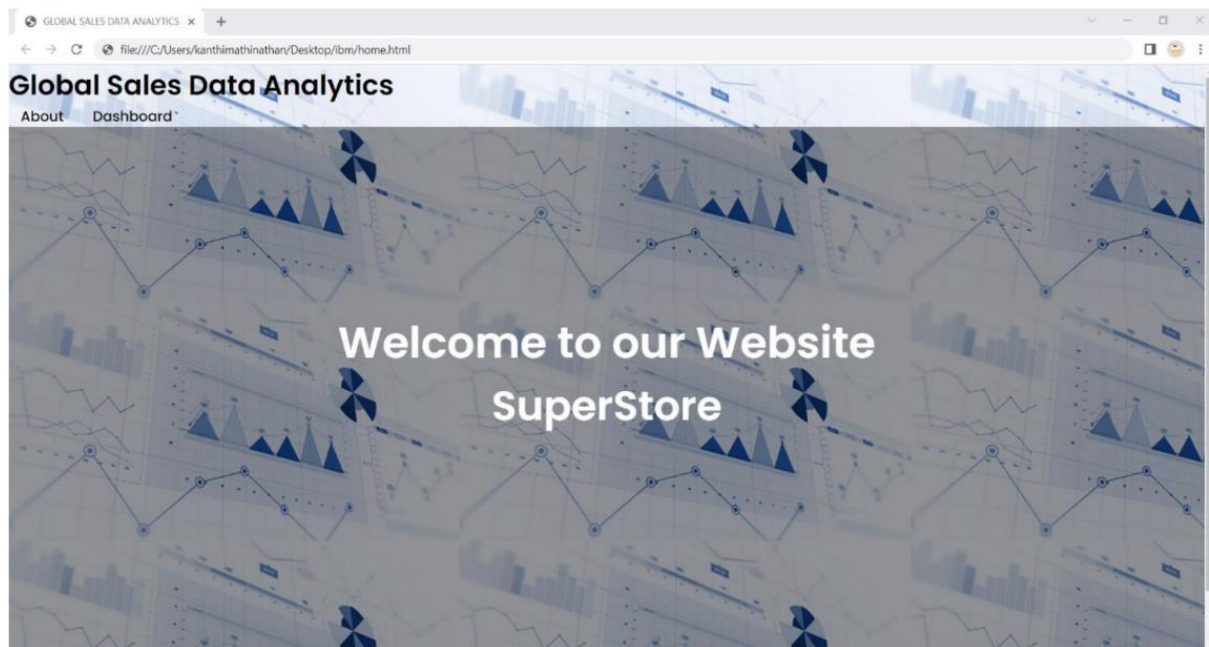 GLOBAL SALES DATA ANALYTICS
file:///C:/Users/kanthimathinathan/Desktop/ibm/home.html
Global Sales Data Analytics
About Dashboard`
Welcome to our Website
SuperStore